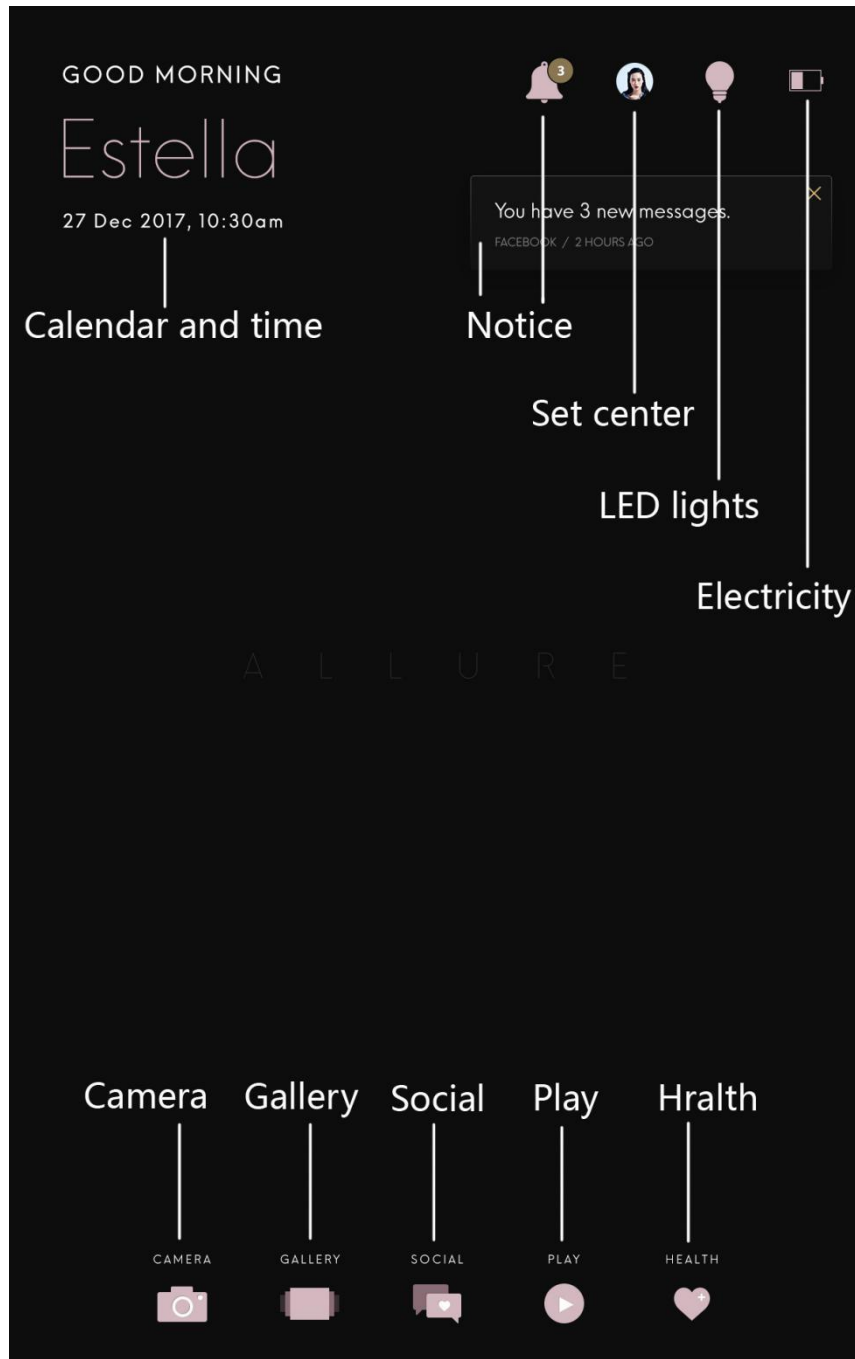 GOOD MORNING
3
Estella
27 Dec 2017, 10:30am
You have 3 new messages.
FACEBOOK / 2 HOURS AGO
Calendar and time
Notice
Set center
LED lights
Electricity
ALLURE
Camera Gallery Social Play Hralth
CAMERA GALLERY SOCIAL PLAY HEALTH